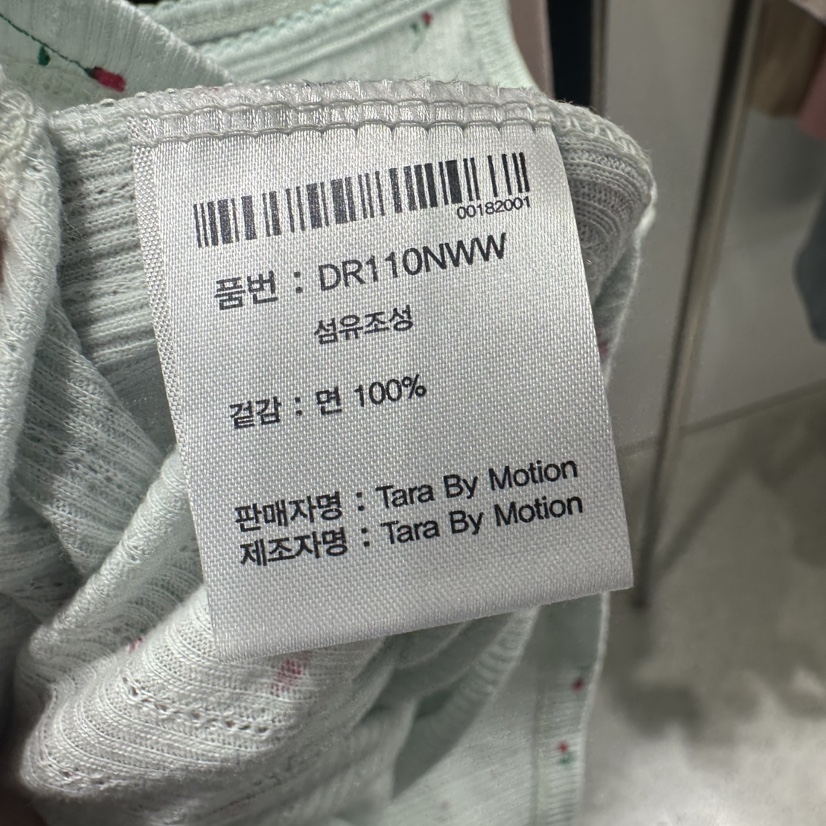 00182001
품번 : DR110NWW
섬유조성
겉감 : 면 100%
판매자명 : Tara By Motion
제조자명 : Tara By Motion